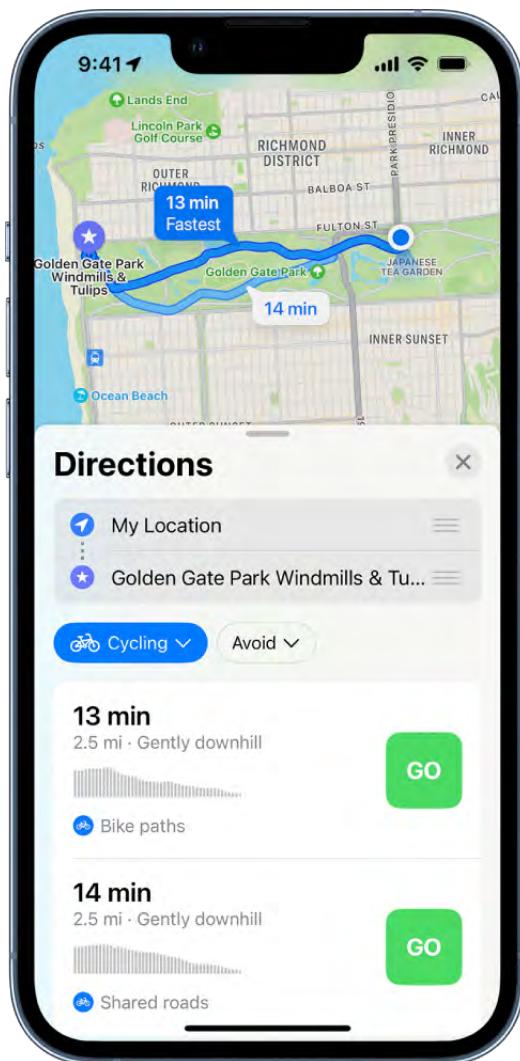 9:41
Lands End
Lincoln Park
Golf Course
RICHMOND
DISTRICT
PARK PRESIDIO
INNER
RICHMOND
OUTER
BALBOA ST
13 min
Fastest
FULTON ST
Golden Gate Park
Windmills &
Tulips
Golden Gate Park
JAPANESE
TEA GARDEN
14 min
INNER SUNSET
Ocean Beach
Directions
My Location
Golden Gate Park Windmills & Tu...
Cycling
Avoid
13 min
2.5 mi · Gently downhill
GO
Bike paths
14 min
2.5 mi · Gently downhill
GO
Shared roads